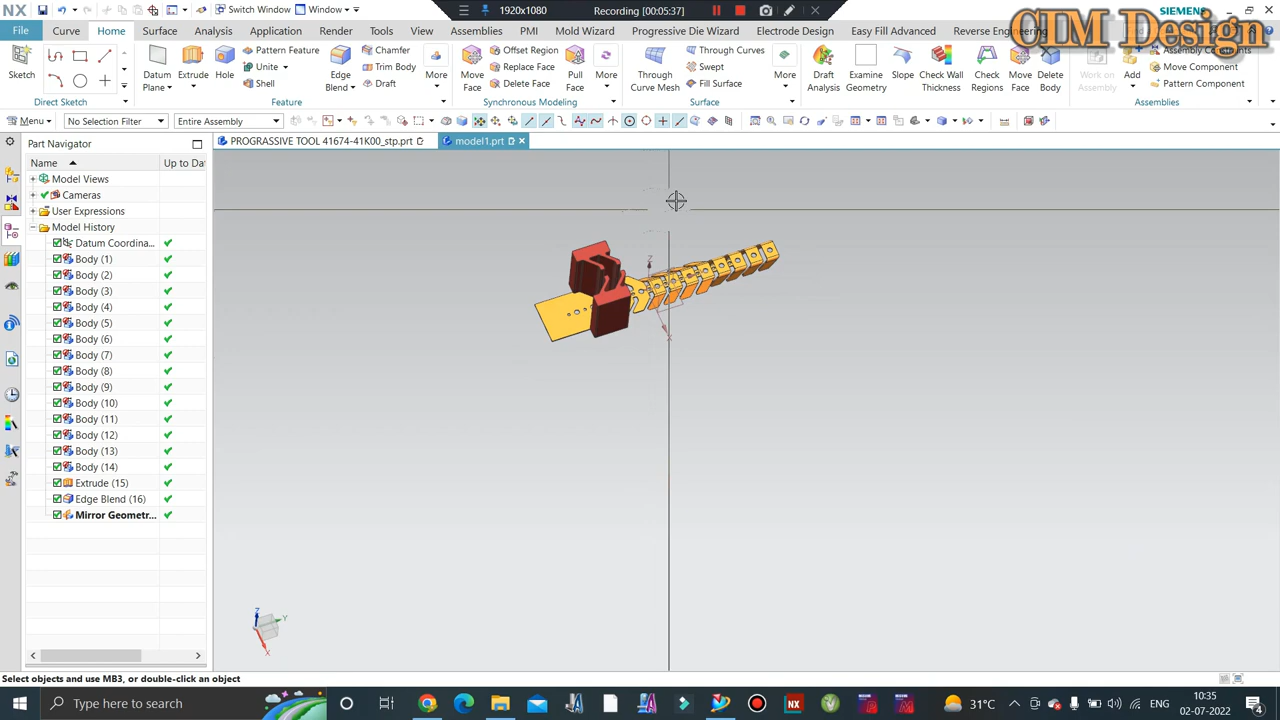 NX
Switch Window
Window
1920x1080
Recording [00:05:37]
SIEMENS
CIM Design
File
Home
Curve
Surface
Analysis
Application
Render
Tools
View
Assemblies
PMI
Mold Wizard
Progressive Die Wizard
Electrode Design
Easy Fill Advanced
Reverse Engineering
Sketch
Direct Sketch
Datum Plane
Extrude
Hole
Pattern Feature
Unite
Shell
Edge Blend
Chamfer
Trim Body
Draft
More
Feature
Move Face
Offset Region
Replace Face
Delete Face
Pull Face
More
Synchronous Modeling
Through Curve Mesh
Through Curves
Swept
Fill Surface
More
Surface
Draft Analysis
Examine Geometry
Slope
Check Wall Thickness
Check Regions
Move Face
Delete Body
Work on Assembly
Add
Assembly Constraints
Move Component
Pattern Component
Assemblies
Menu
No Selection Filter
Entire Assembly
Part Navigator
PROGRASSIVE TOOL 41674-41K00_stp.prt
model1.prt
Name
Up to Da
Model Views
Cameras
User Expressions
Model History
Datum Coordina...
Body (1)
Body (2)
Body (3)
Body (4)
Body (5)
Body (6)
Body (7)
Body (8)
Body (9)
Body (10)
Body (11)
Body (12)
Body (13)
Body (14)
Extrude (15)
Edge Blend (16)
Mirror Geometr...
Z
X
Z
Y
X
Select objects and use MB3, or double-click an object
Type here to search
NX
31°C
ENG
10:35
02-07-2022